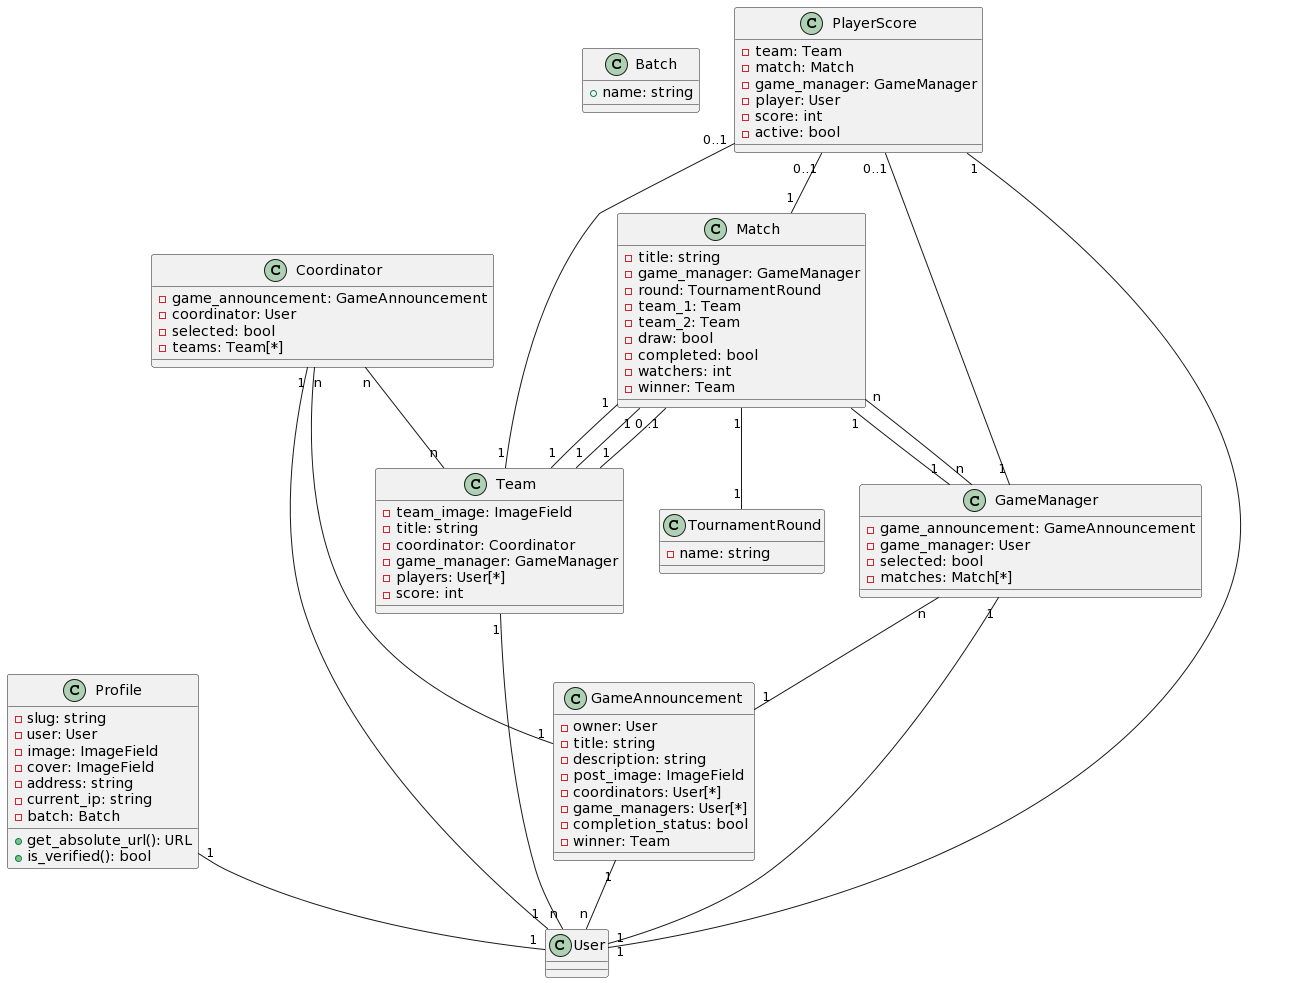 C PlayerScore
team: Team
match: Match
game_manager: GameManager
player: User
score: int
active: bool
C Batch
name: string
0..1
0..1
0..1
1
1
C Match
title: string
game_manager: GameManager
round: TournamentRound
team_1: Team
team_2: Team
draw: bool
completed: bool
watchers: int
winner: Team
C Coordinator
game_announcement: GameAnnouncement
coordinator: User
selected: bool
teams: Team[*]
1
n
n
1
1
0..1
1
1
n
n
1
1
1
1
1
1
n
1
C Team
team_image: ImageField
title: string
coordinator: Coordinator
game_manager: GameManager
players: User[*]
score: int
C TournamentRound
name: string
C GameManager
game_announcement: GameAnnouncement
game_manager: User
selected: bool
matches: Match[*]
1
n
1
1
1
C Profile
slug: string
user: User
image: ImageField
cover: ImageField
address: string
current_ip: string
batch: Batch
get_absolute_url(): URL
is_verified(): bool
C GameAnnouncement
owner: User
title: string
description: string
post_image: ImageField
coordinators: User[*]
game_managers: User[*]
completion_status: bool
winner: Team
1
1
1
n
n
1
1
1
C User